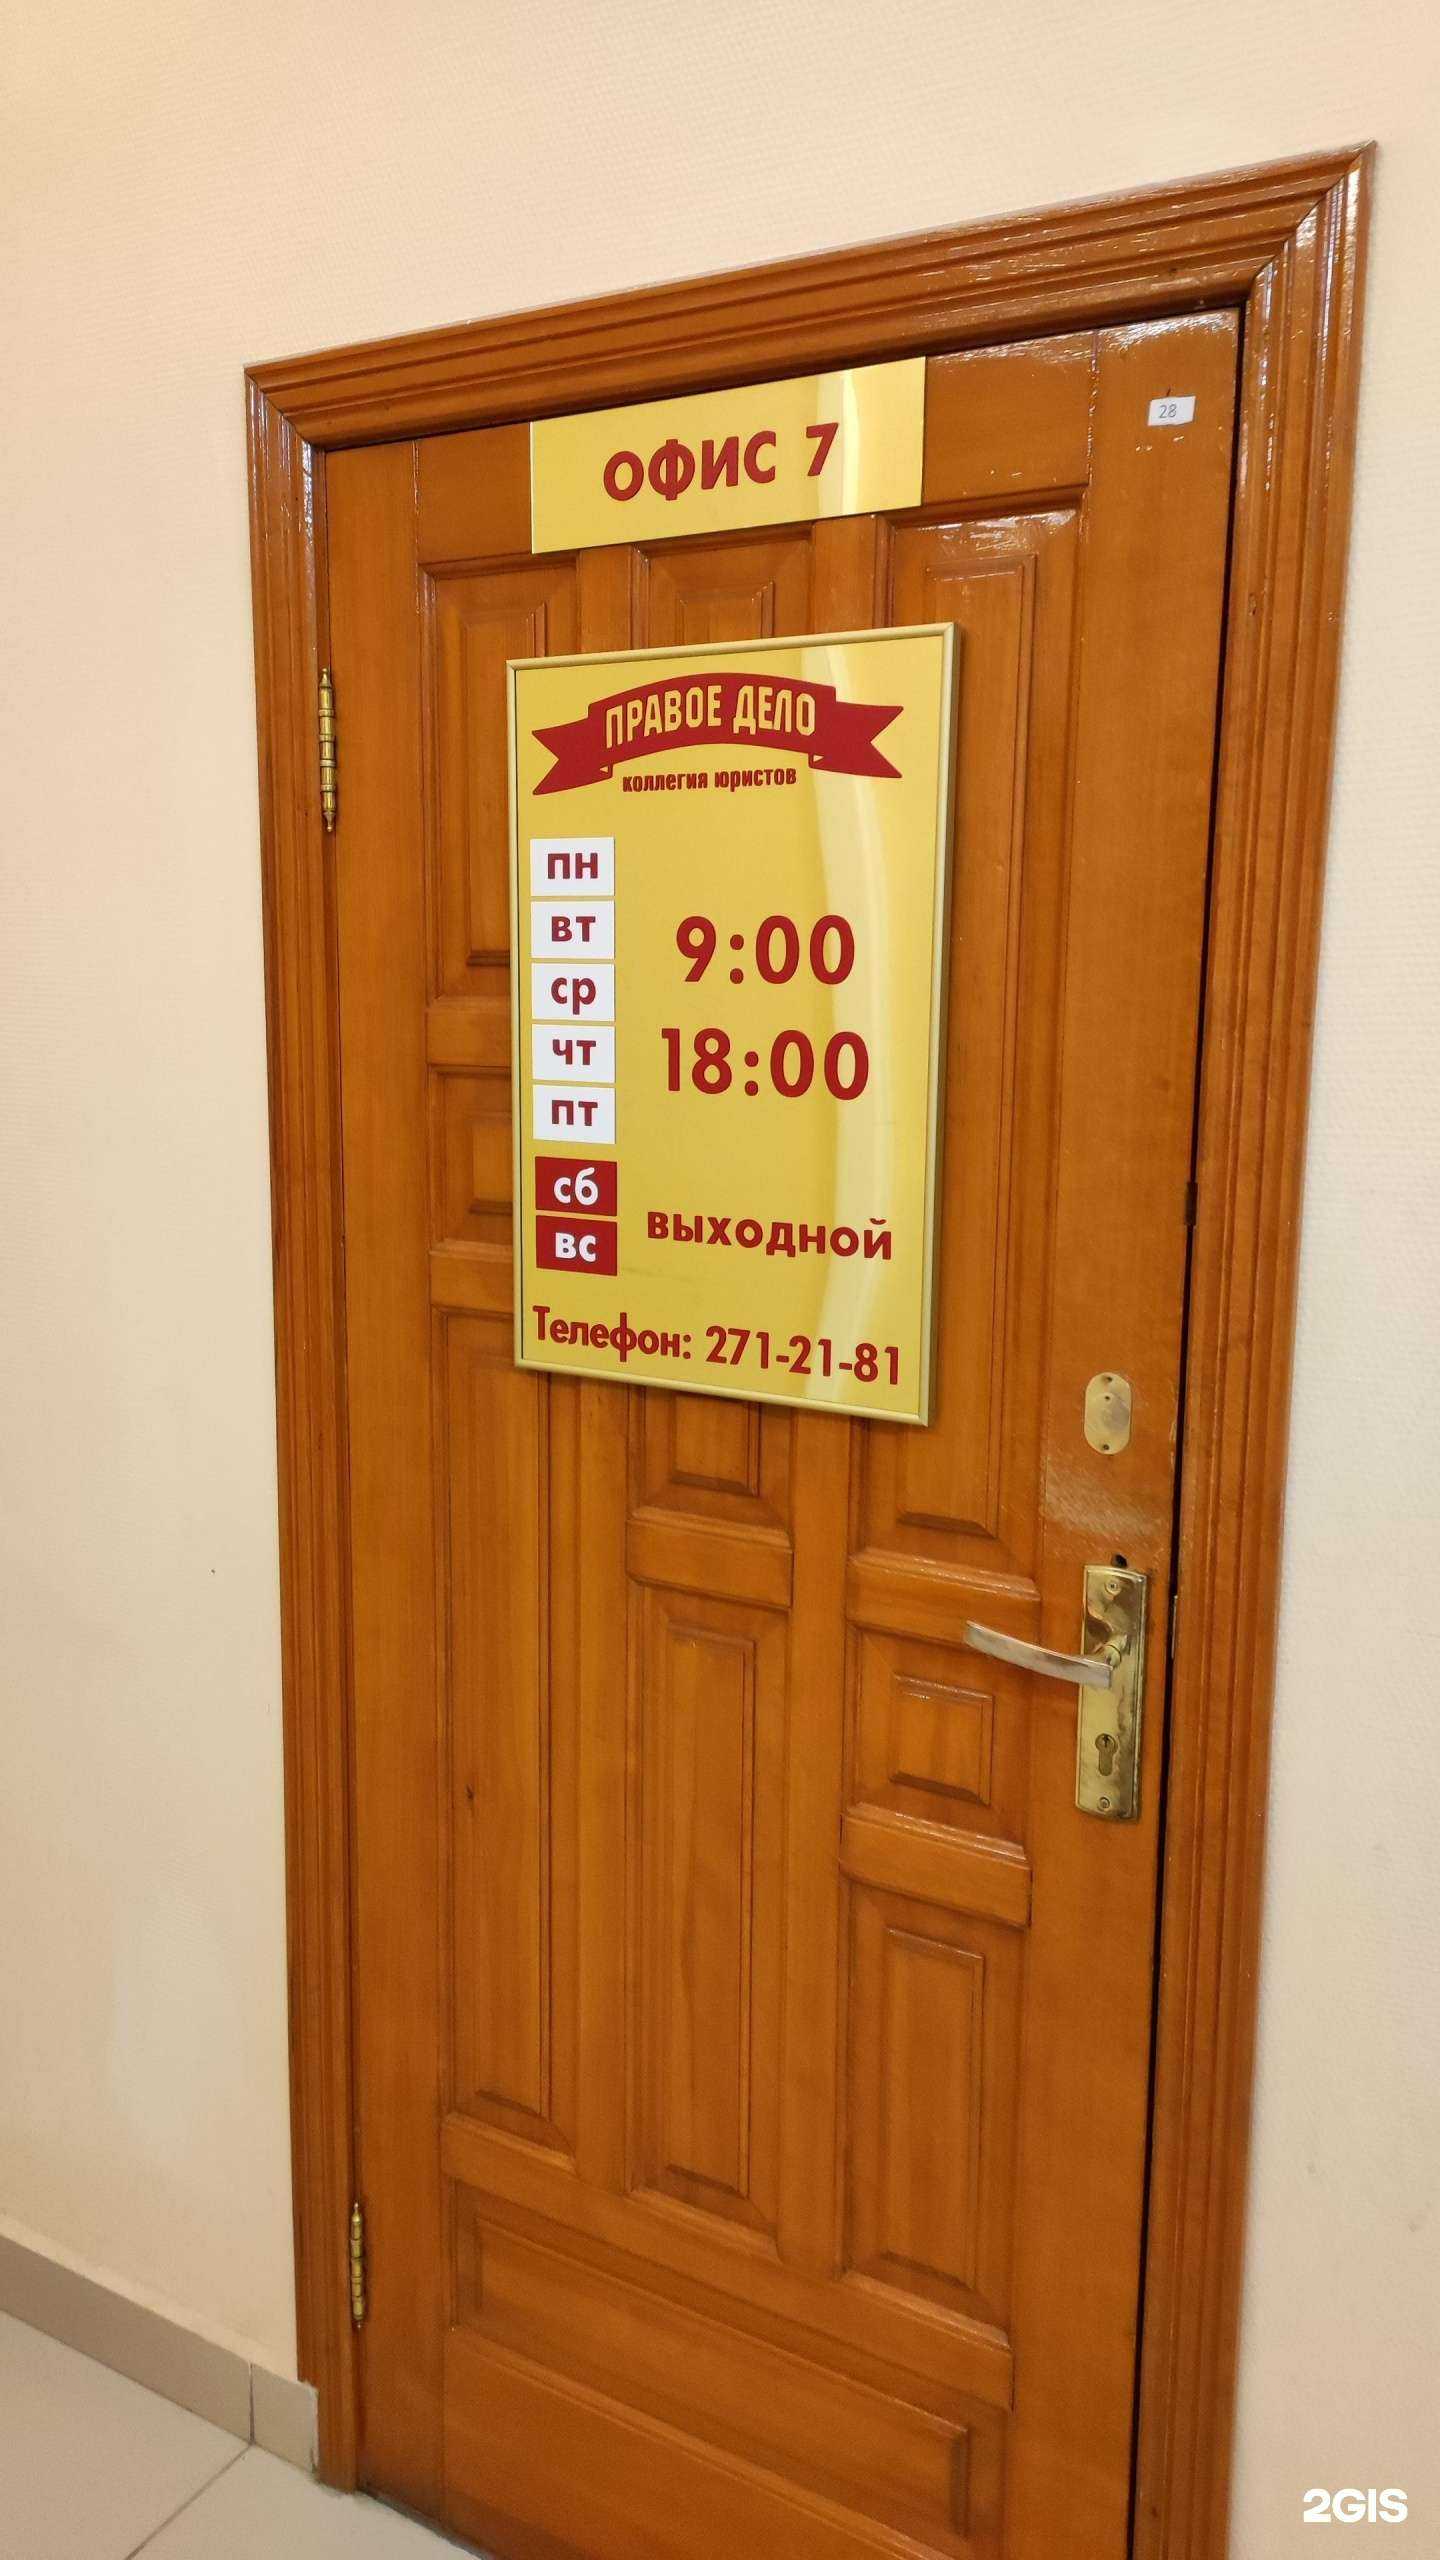 28
ОФИС 7
ПРАВОЕ ДЕЛО
коллегия юристов
пн
вт
ср
чт
пт
9:00
18:00
сб
вс
выходной
Телефон: 271-21-81
2GIS